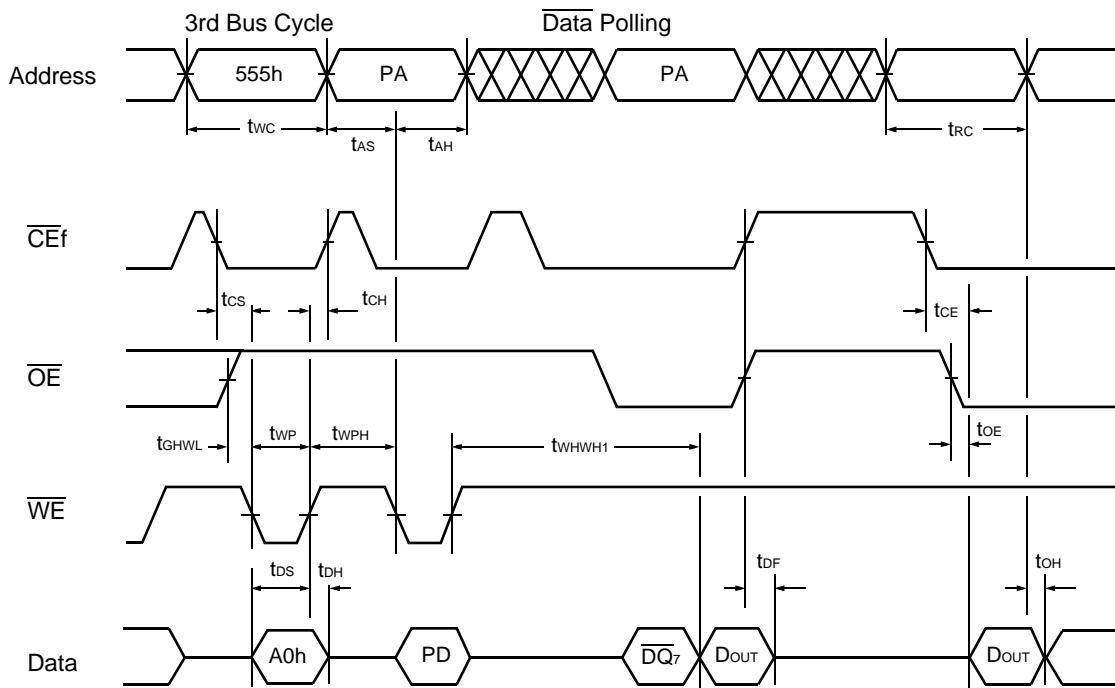 3rd Bus Cycle Data Polling
Address 555h PA PA
tWC tAS tAH tRC
CEf
tCS tCH tCE
OE
tGHWL tWP tWPH tWHWH1 tOE
WE
tDS tDH tDF tOH
Data A0h PD DQ7 DOUT DOUT